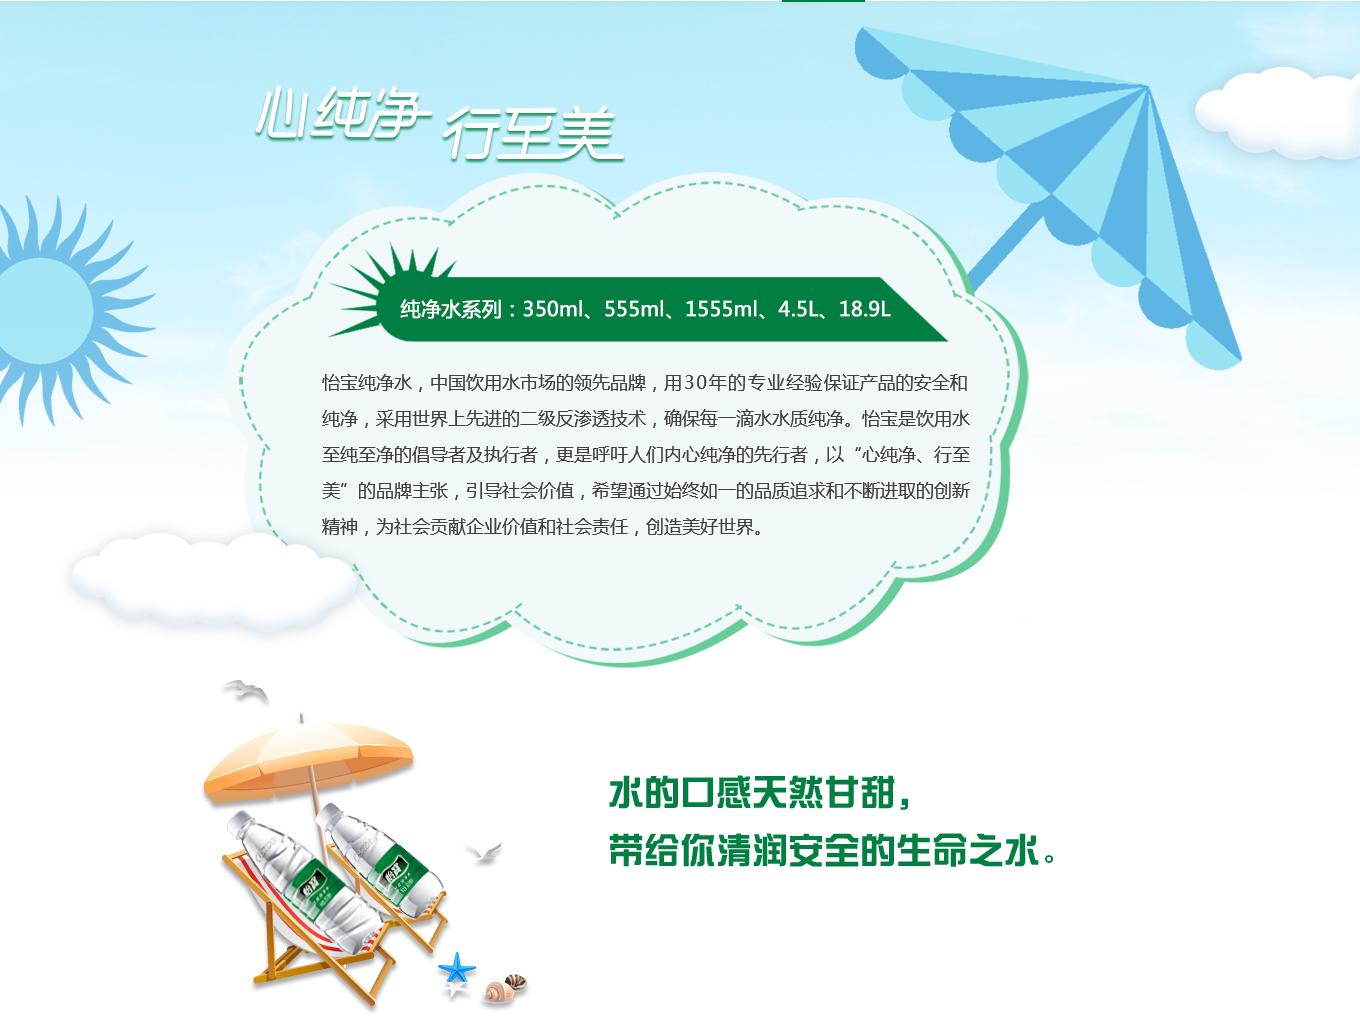 心纯净 行至美
纯净水系列：350ml、555ml、1555ml、4.5L、18.9L
怡宝纯净水，中国饮用水市场的领先品牌，用30年的专业经验保证产品的安全和
纯净，采用世界上先进的二级反渗透技术，确保每一滴水水质纯净。怡宝是饮用水
至纯至净的倡导者及执行者，更是呼吁人们内心纯净的先行者，以“心纯净、行至
美”的品牌主张，引导社会价值，希望通过始终如一的品质追求和不断进取的创新
精神，为社会贡献企业价值和社会责任，创造美好世界。
水的口感天然甘甜，
带给你清润安全的生命之水。
怡寶
怡寶